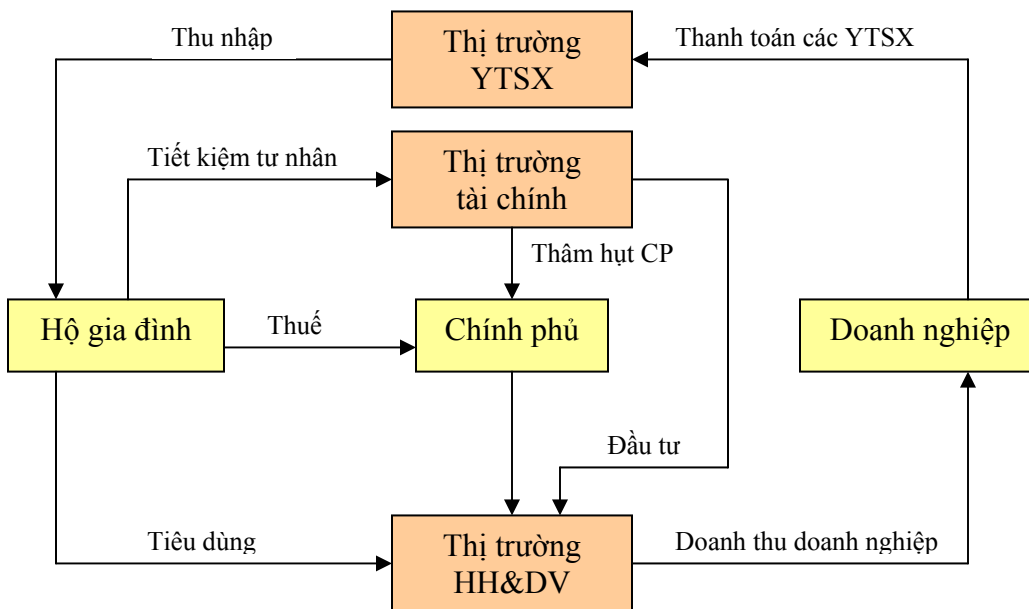 Thu nhập
Thị trường
YTSX
Thanh toán các YTSX
Tiết kiệm tư nhân
Thị trường
tài chính
Thâm hụt CP
Hộ gia đình
Thuế
Chính phủ
Doanh nghiệp
Đầu tư
Tiêu dùng
Thị trường
HH&DV
Doanh thu doanh nghiệp